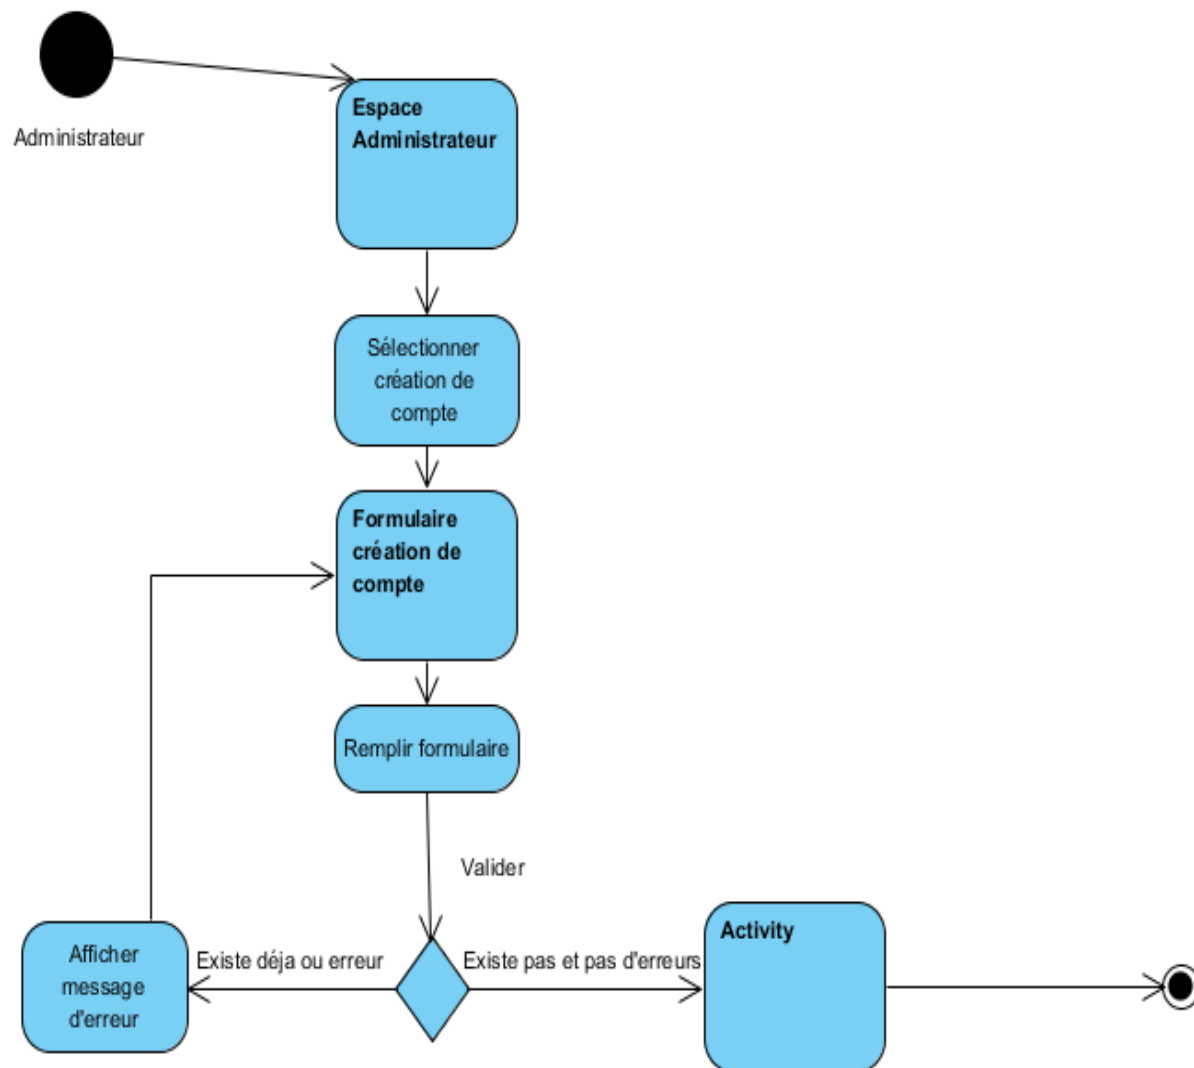 Administrateur
Espace
Administrateur
Sélectionner
création de
compte
Formulaire
création de
compte
Remplir formulaire
Valider
Afficher
message
d'erreur
Existe déja ou erreur
Existe pas et pas d'erreurs
Activity